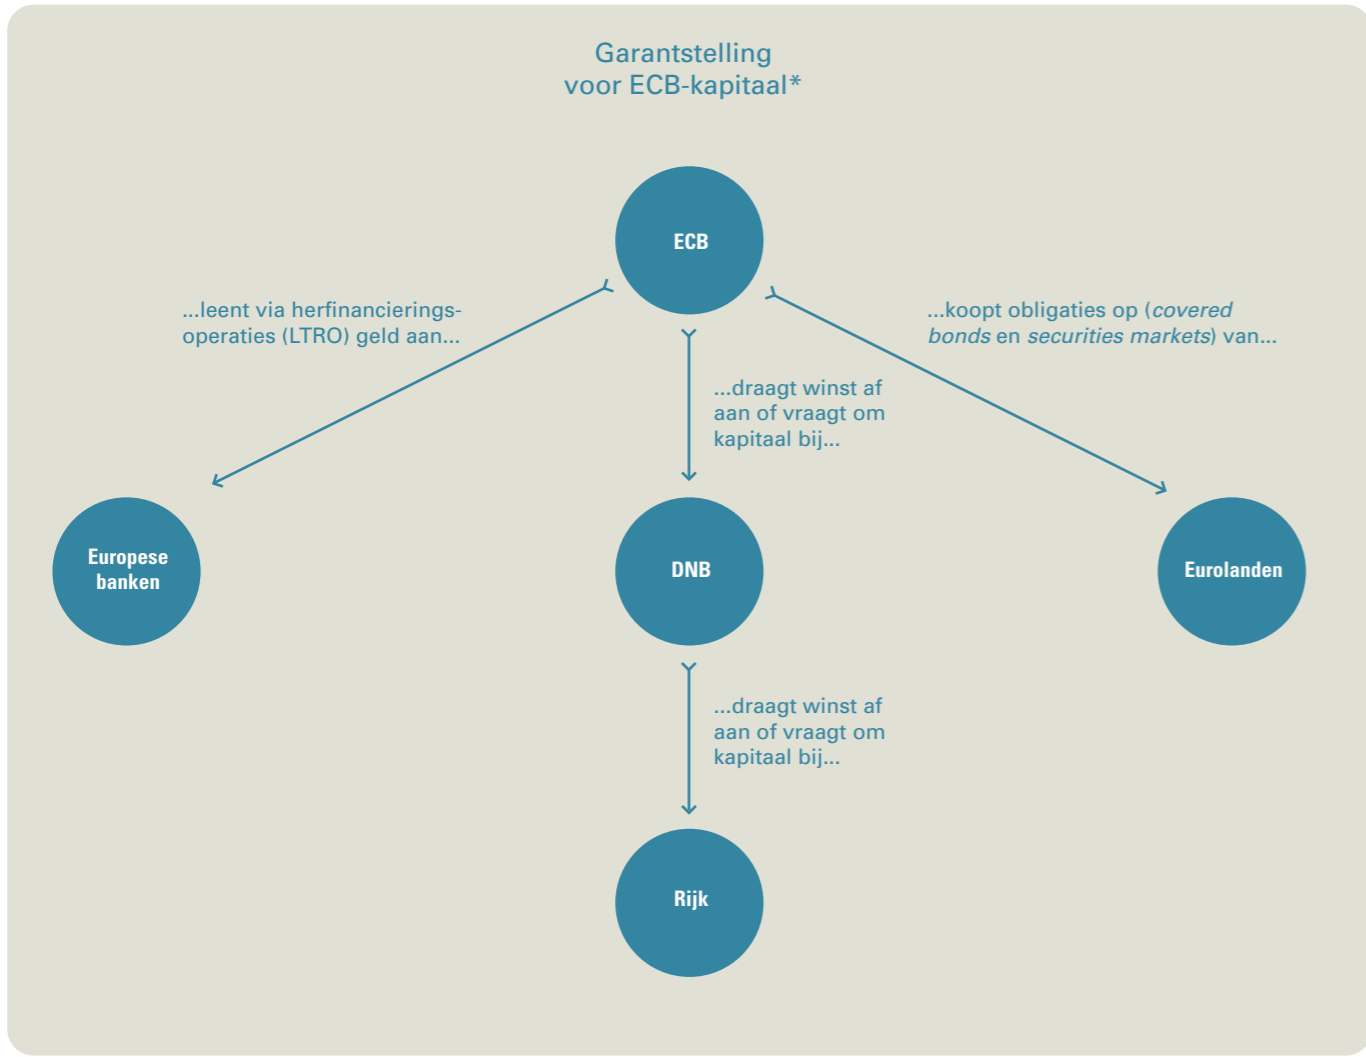 Garantstelling
voor ECB-kapitaal*
ECB
...leent via herfinancierings-
operaties (LTRO) geld aan...
...koopt obligaties op (covered
bonds en securities markets) van...
...draagt winst af
aan of vraagt om
kapitaal bij...
Europese
banken
DNB
Eurolanden
...draagt winst af
aan of vraagt om
kapitaal bij...
Rijk